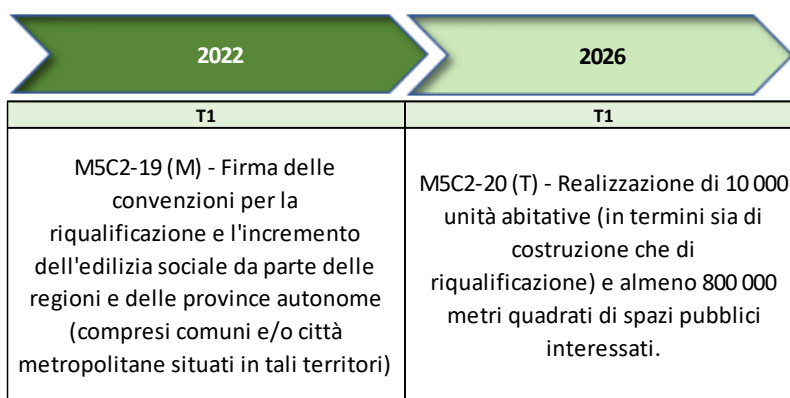 2022
2026
T1
T1
M5C2-19 (M) - Firma delle
convenzioni per la
riqualificazione e l'incremento
dell'edilizia sociale da parte delle
regioni e delle province autonome
(compresi comuni e/o città
metropolitane situati in tali territori)
M5C2-20 (T) - Realizzazione di 10 000
unità abitative (in termini sia di
costruzione che di
riqualificazione) e almeno 800 000
metri quadrati di spazi pubblici
interessati.